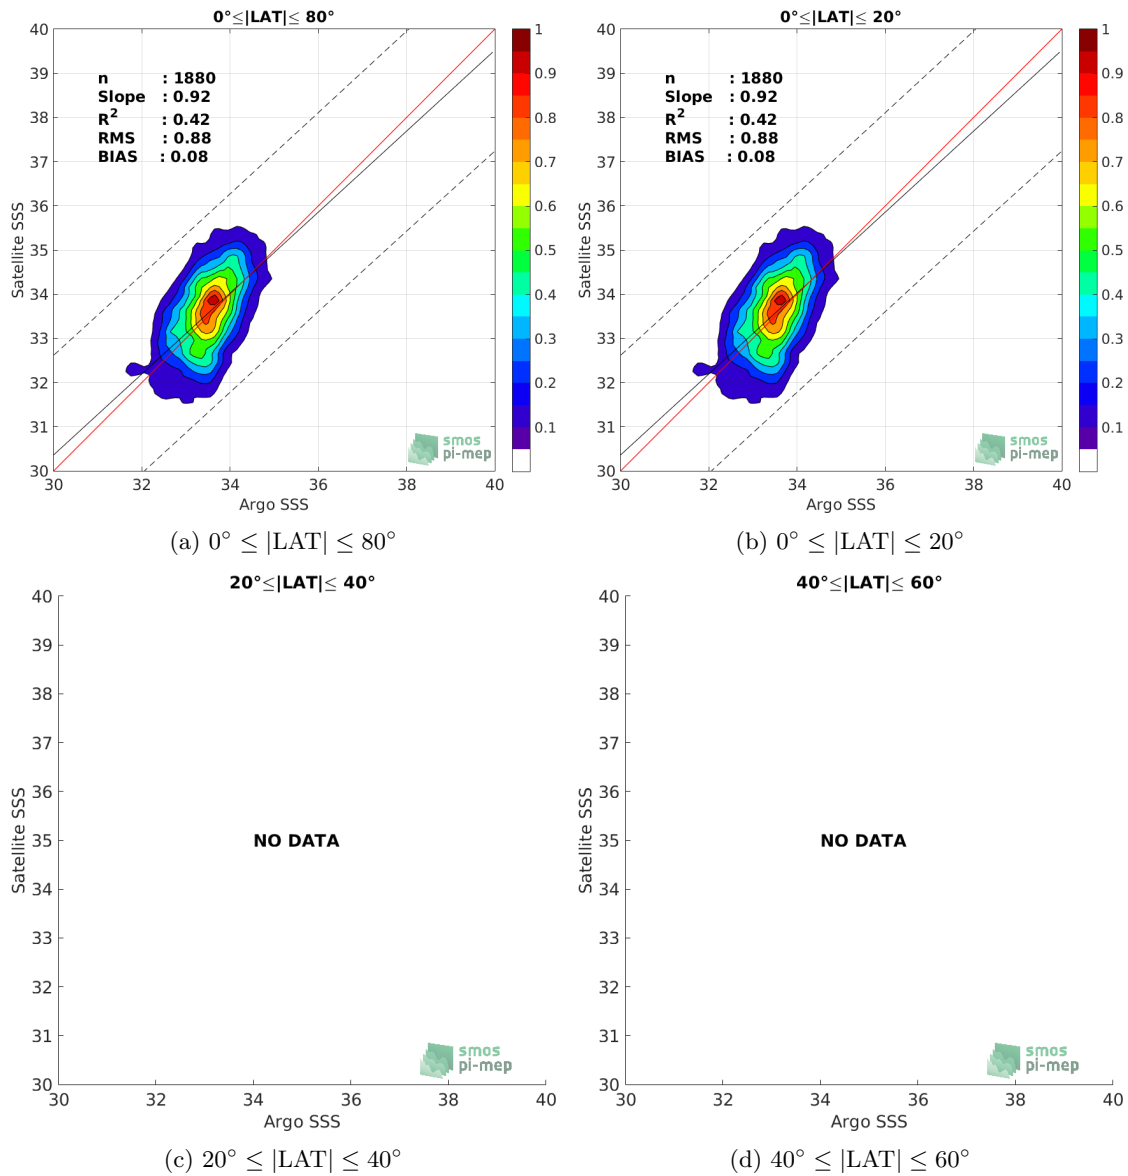 0°≤|LAT|≤ 80°
40
39
38
37
36
35
34
33
32
31
30
Satellite SSS
n : 1880
Slope : 0.92
R2 : 0.42
RMS : 0.88
BIAS : 0.08
1
0.9
0.8
0.7
0.6
0.5
0.4
0.3
0.2
0.1
smos
pi-mep
30 32 34 36 38 40
Argo SSS
(a) 0° ≤ |LAT| ≤ 80°
0°≤|LAT|≤ 20°
40
39
38
37
36
35
34
33
32
31
30
Satellite SSS
n : 1880
Slope : 0.92
R2 : 0.42
RMS : 0.88
BIAS : 0.08
1
0.9
0.8
0.7
0.6
0.5
0.4
0.3
0.2
0.1
smos
pi-mep
30 32 34 36 38 40
Argo SSS
(b) 0° ≤ |LAT| ≤ 20°
20°≤|LAT|≤ 40°
40
39
38
37
36
35
34
33
32
31
30
Satellite SSS
NO DATA
smos
pi-mep
30 32 34 36 38 40
Argo SSS
(c) 20° ≤ |LAT| ≤ 40°
40°≤|LAT|≤ 60°
40
39
38
37
36
35
34
33
32
31
30
Satellite SSS
NO DATA
smos
pi-mep
30 32 34 36 38 40
Argo SSS
(d) 40° ≤ |LAT| ≤ 60°